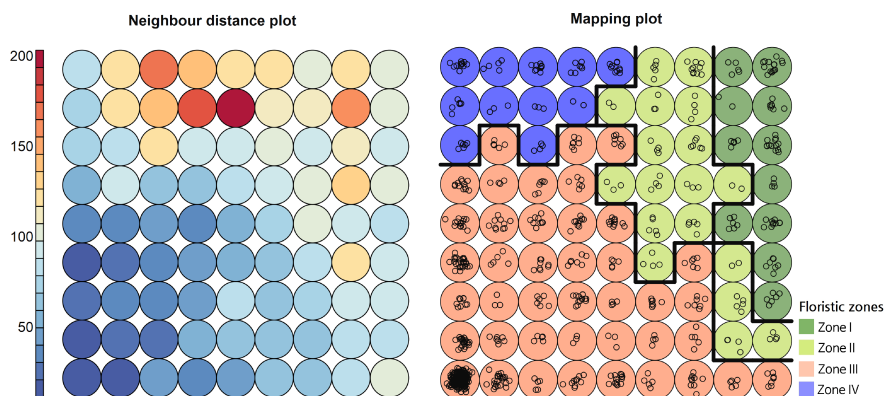 Neighbour distance plot
Mapping plot
200
150
100
50
Floristic zones
Zone I
Zone II
Zone III
Zone IV